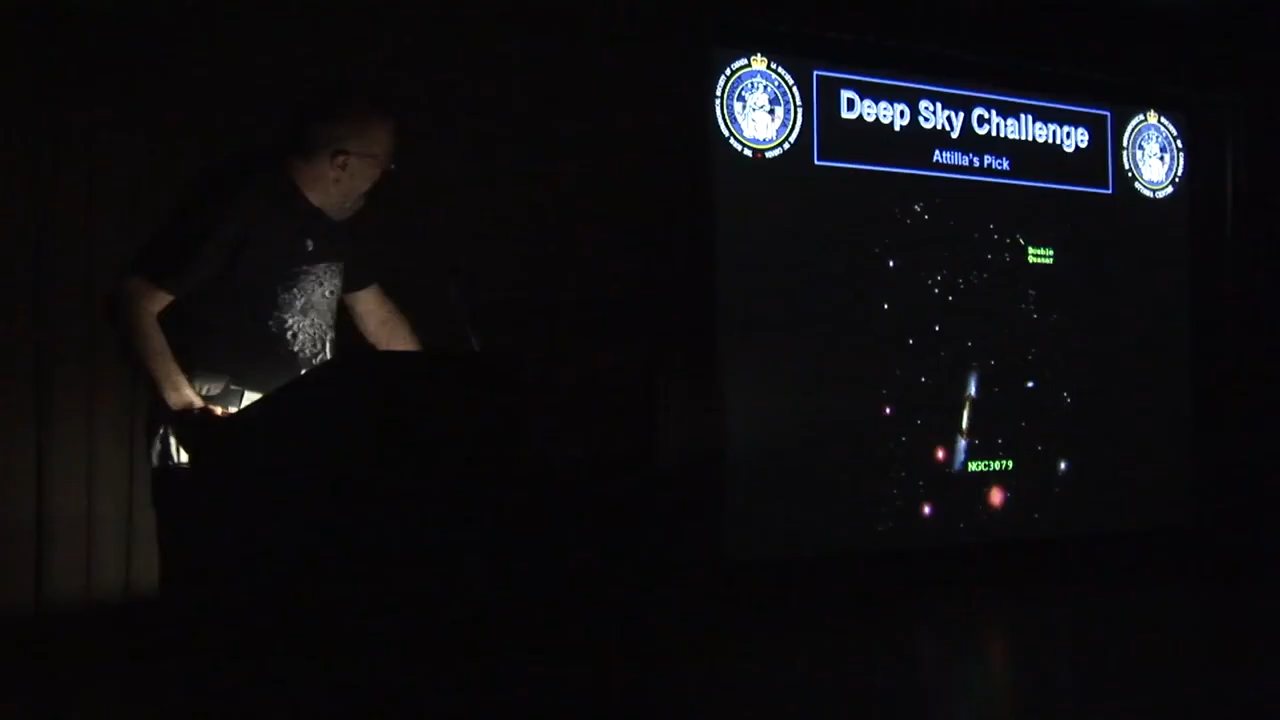 Deep Sky Challenge
Attilla's Pick
Double
Quasar
NGC3079